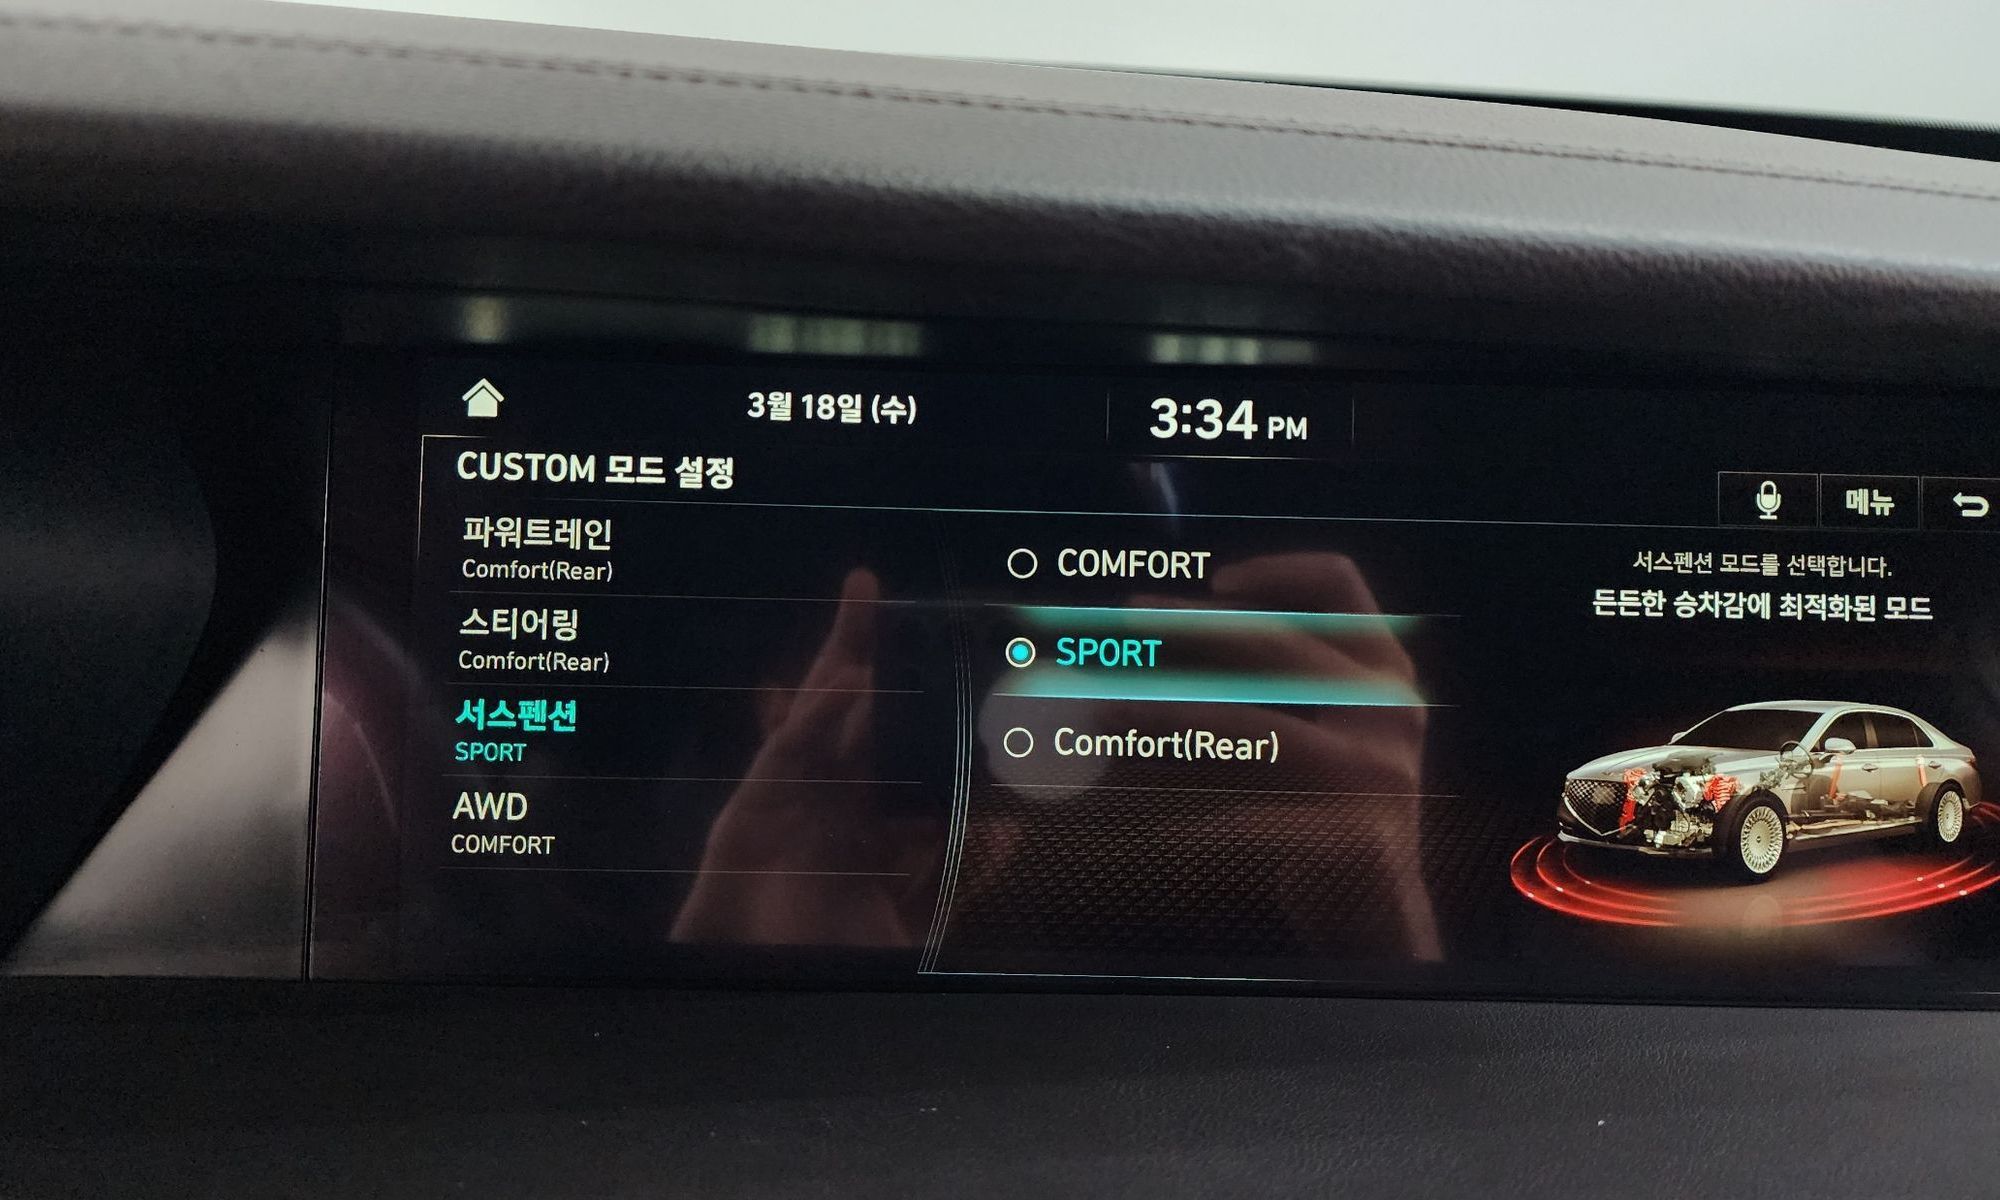 3월 18일 (수)
3:34 PM
CUSTOM 모드 설정
메뉴
파워트레인
Comfort(Rear)
스티어링
Comfort(Rear)
서스펜션
SPORT
AWD
COMFORT
COMFORT
SPORT
Comfort(Rear)
서스펜션 모드를 선택합니다.
든든한 승차감에 최적화된 모드